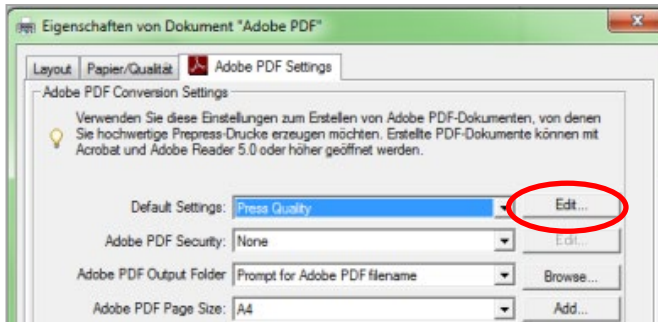 Eigenschaften von Dokument "Adobe PDF"
Layout Papier/Qualität Adobe PDF Settings
Adobe PDF Conversion Settings
Verwenden Sie diese Einstellungen zum Erstellen von Adobe PDF-Dokumenten, von denen
Sie hochwertige Prepress-Drucke erzeugen möchten. Erstellte PDF-Dokumente können mit
Acrobat und Adobe Reader 5.0 oder höher geöffnet werden.
Default Settings: Press Quality Edit...
Adobe PDF Security: None Edit...
Adobe PDF Output Folder Prompt for Adobe PDF filename Browse...
Adobe PDF Page Size: A4 Add...